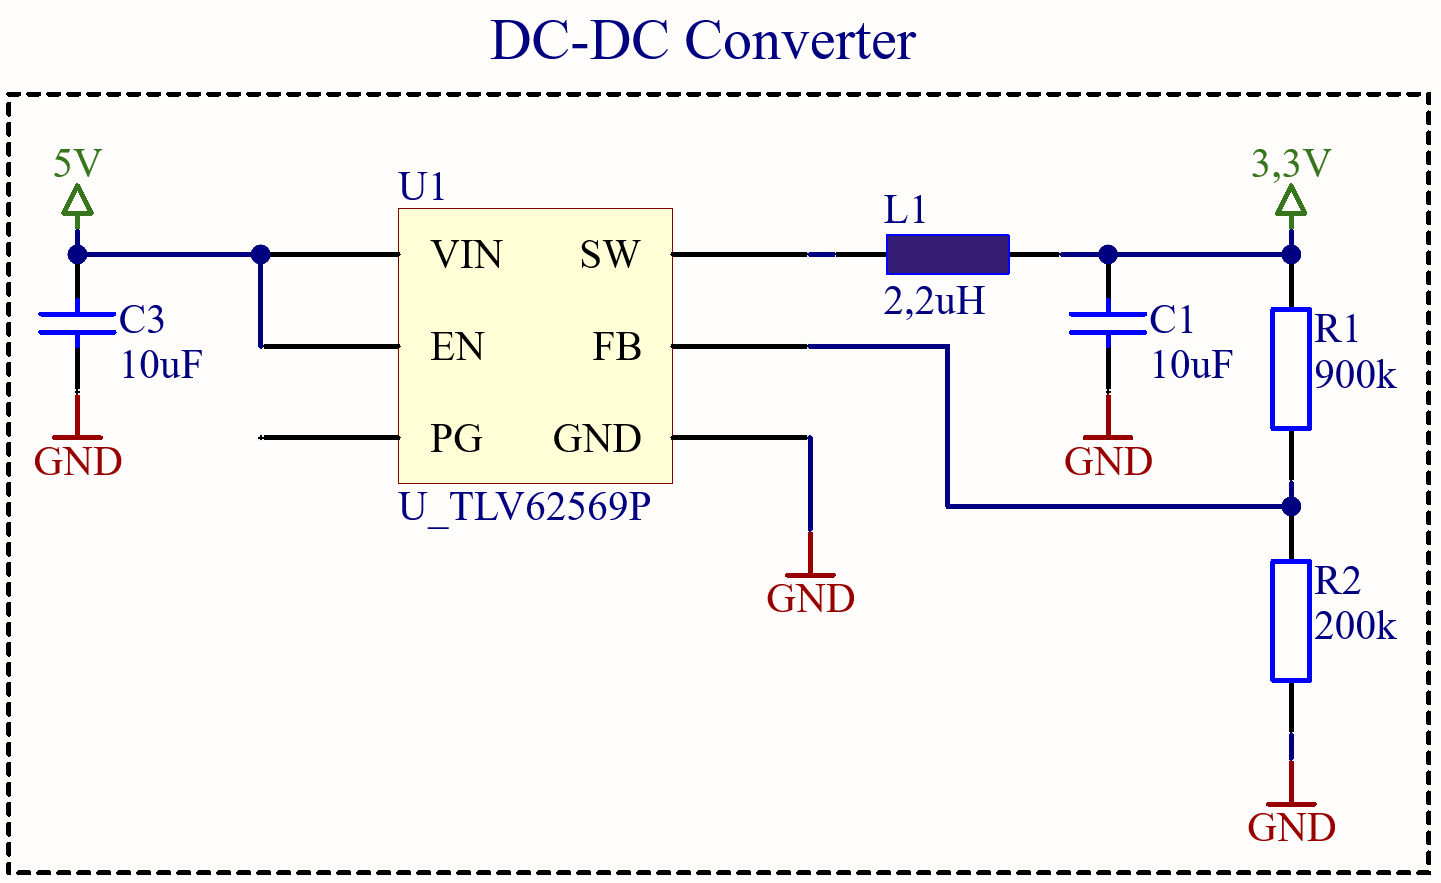 DC-DC Converter
5V
3,3V
U1
L1
VIN
SW
2,2uH
C3
10uF
C1
10uF
R1
900k
EN
FB
PG
GND
GND
GND
U_TLV62569P
GND
R2
200k
GND